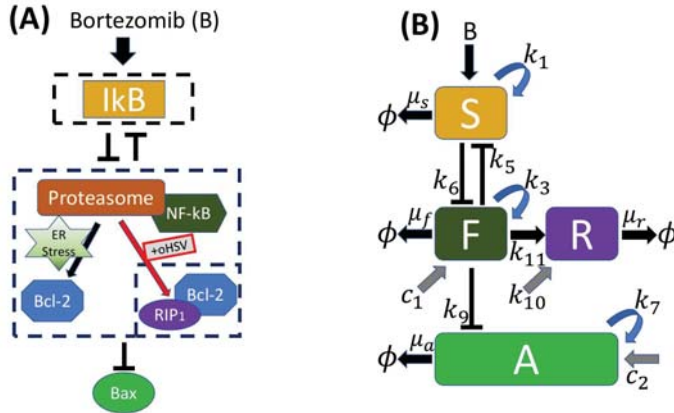 (A)
Bortezomib (B)
IkB
Proteasome
NF-kB
ER
Stress
+oHSV
Bcl-2
Bcl-2
RIP1
Bax
(B)
B
k₁
μₛ
ϕ
S
k₅
k₆
k₃
μ_f
ϕ
F
k₁₁
R
μᵣ
ϕ
c₁
k₁₀
k₉
k₇
μₐ
ϕ
A
c₂